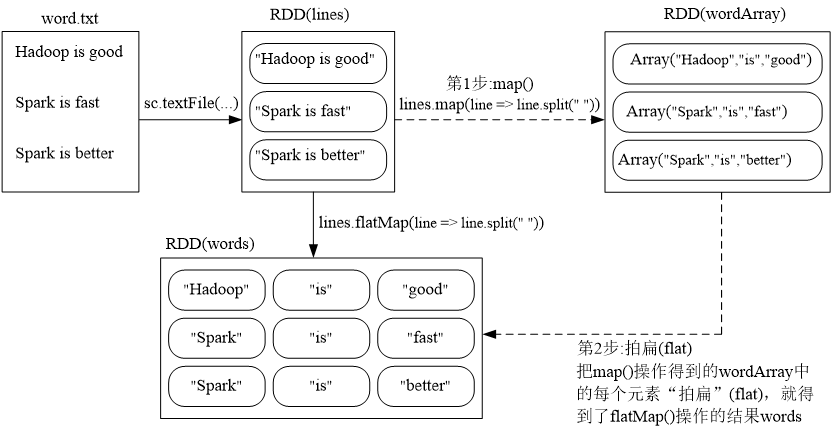 word.txt
Hadoop is good
Spark is fast
Spark is better
sc.textFile(...)
RDD(lines)
"Hadoop is good"
"Spark is fast"
"Spark is better"
第1步:map()
lines.map(line => line.split(" "))
RDD(wordArray)
Array("Hadoop","is","good")
Array("Spark","is","fast")
Array("Spark","is","better")
lines.flatMap(line => line.split(" "))
RDD(words)
"Hadoop" "is" "good"
"Spark" "is" "fast"
"Spark" "is" "better"
第2步:拍扁(flat)
把map()操作得到的wordArray中
的每个元素“拍扁”(flat)，就得
到了flatMap()操作的结果words